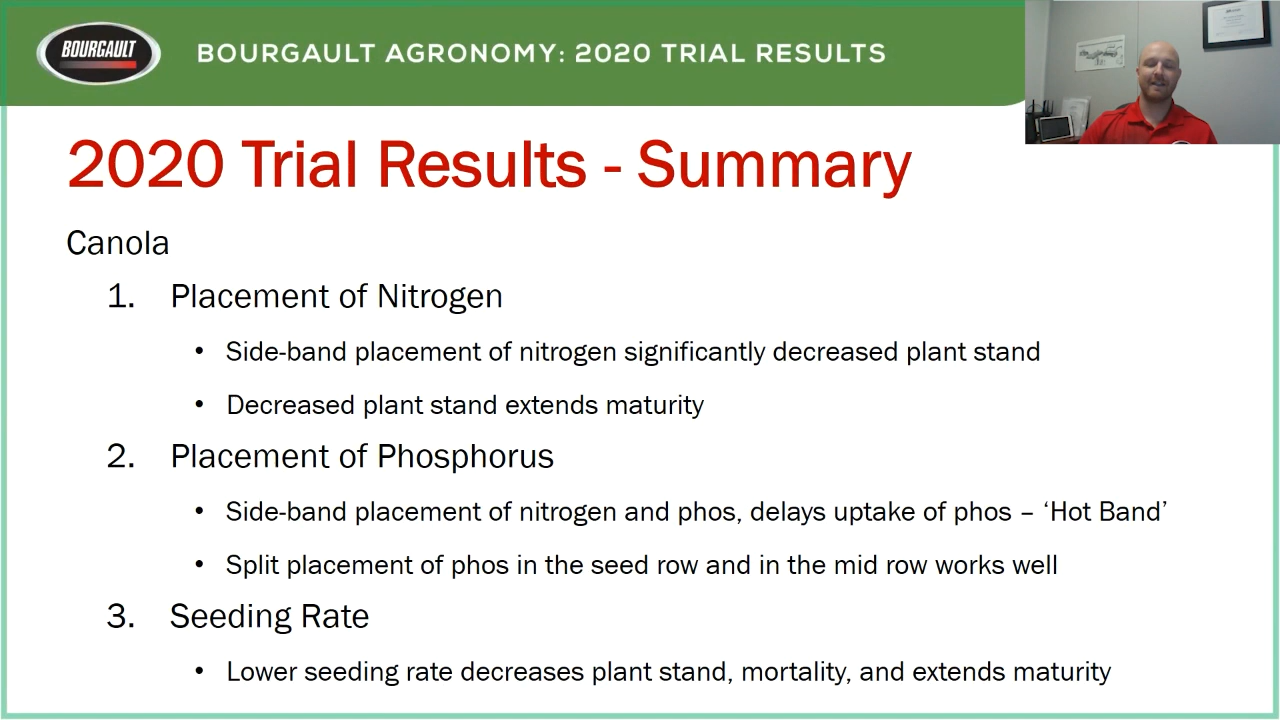 BOURGAULT
BOURGAULT AGRONOMY: 2020 TRIAL RESULTS
2020 Trial Results - Summary
Canola
1. Placement of Nitrogen
• Side-band placement of nitrogen significantly decreased plant stand
• Decreased plant stand extends maturity
2. Placement of Phosphorus
• Side-band placement of nitrogen and phos, delays uptake of phos – ‘Hot Band’
• Split placement of phos in the seed row and in the mid row works well
3. Seeding Rate
• Lower seeding rate decreases plant stand, mortality, and extends maturity